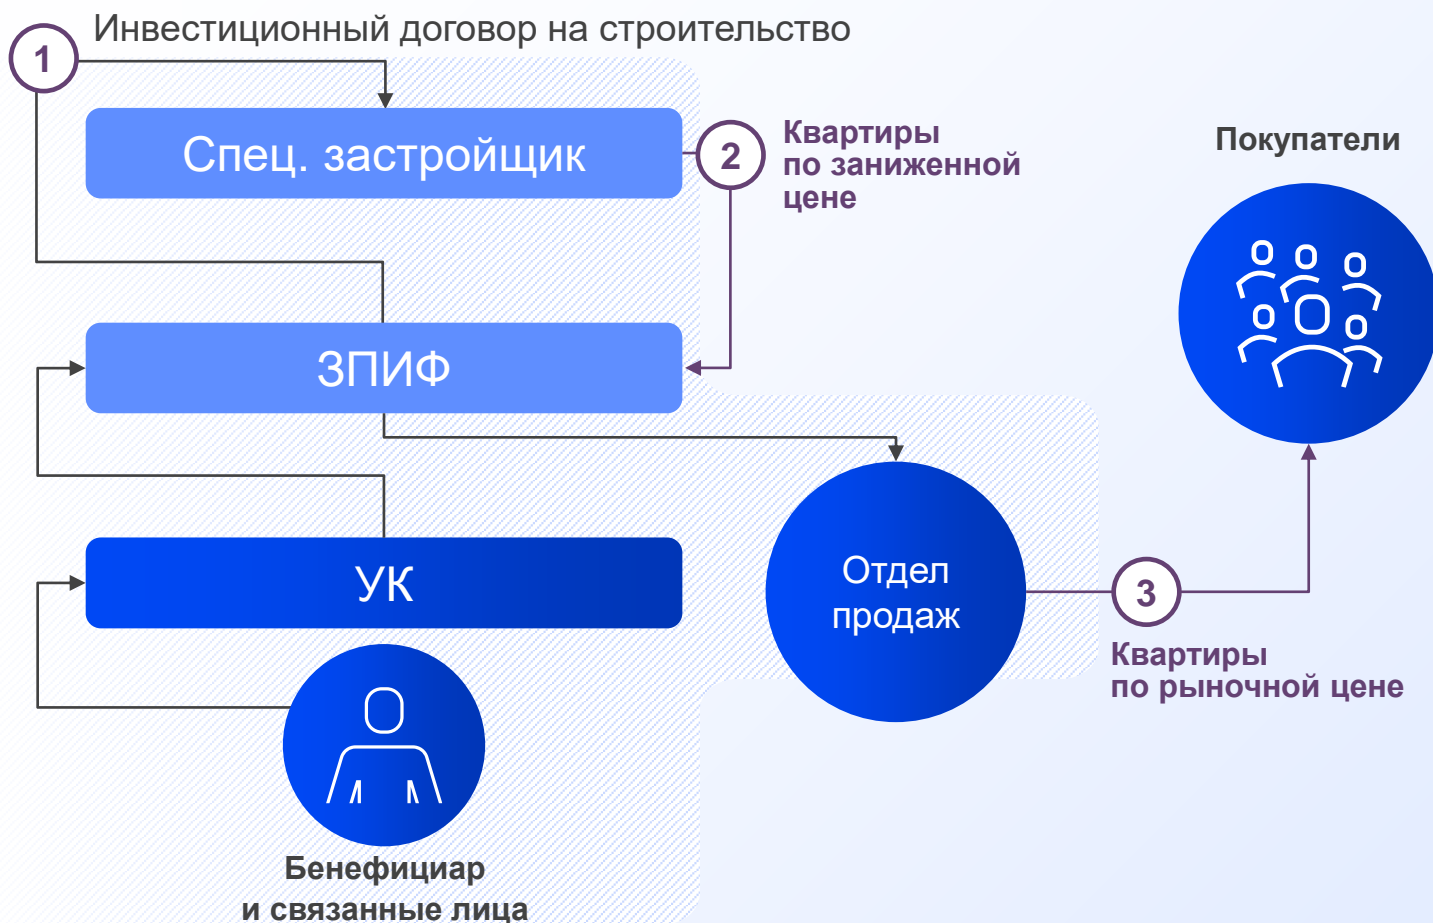 Инвестиционный договор на строительство
1
Спец. застройщик
2
Квартиры
по заниженной
цене
Покупатели
ЗПИФ
УК
Отдел
продаж
3
Квартиры
по рыночной цене
Бенефициар
и связанные лица